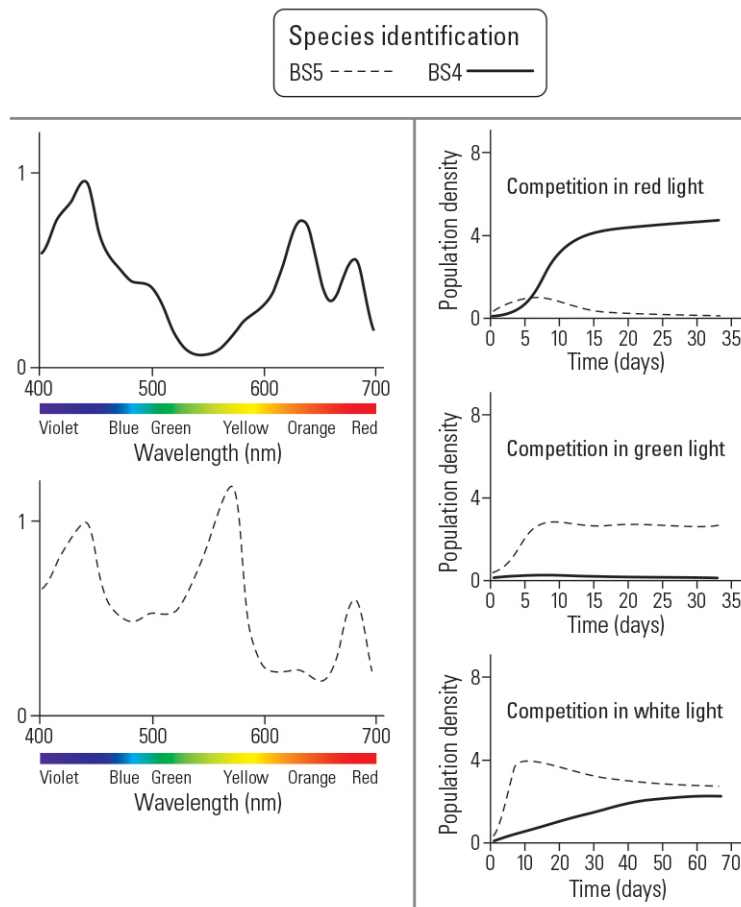 Species identification
BS5 BS4
1
0
400 500 600 700
Violet Blue Green Yellow Orange Red
Wavelength (nm)
1
0
400 500 600 700
Violet Blue Green Yellow Orange Red
Wavelength (nm)
Population density
8
4
0
Competition in red light
0 5 10 15 20 25 30 35
Time (days)
Population density
8
4
0
Competition in green light
0 5 10 15 20 25 30 35
Time (days)
Population density
8
4
0
Competition in white light
0 10 20 30 40 50 60 70
Time (days)